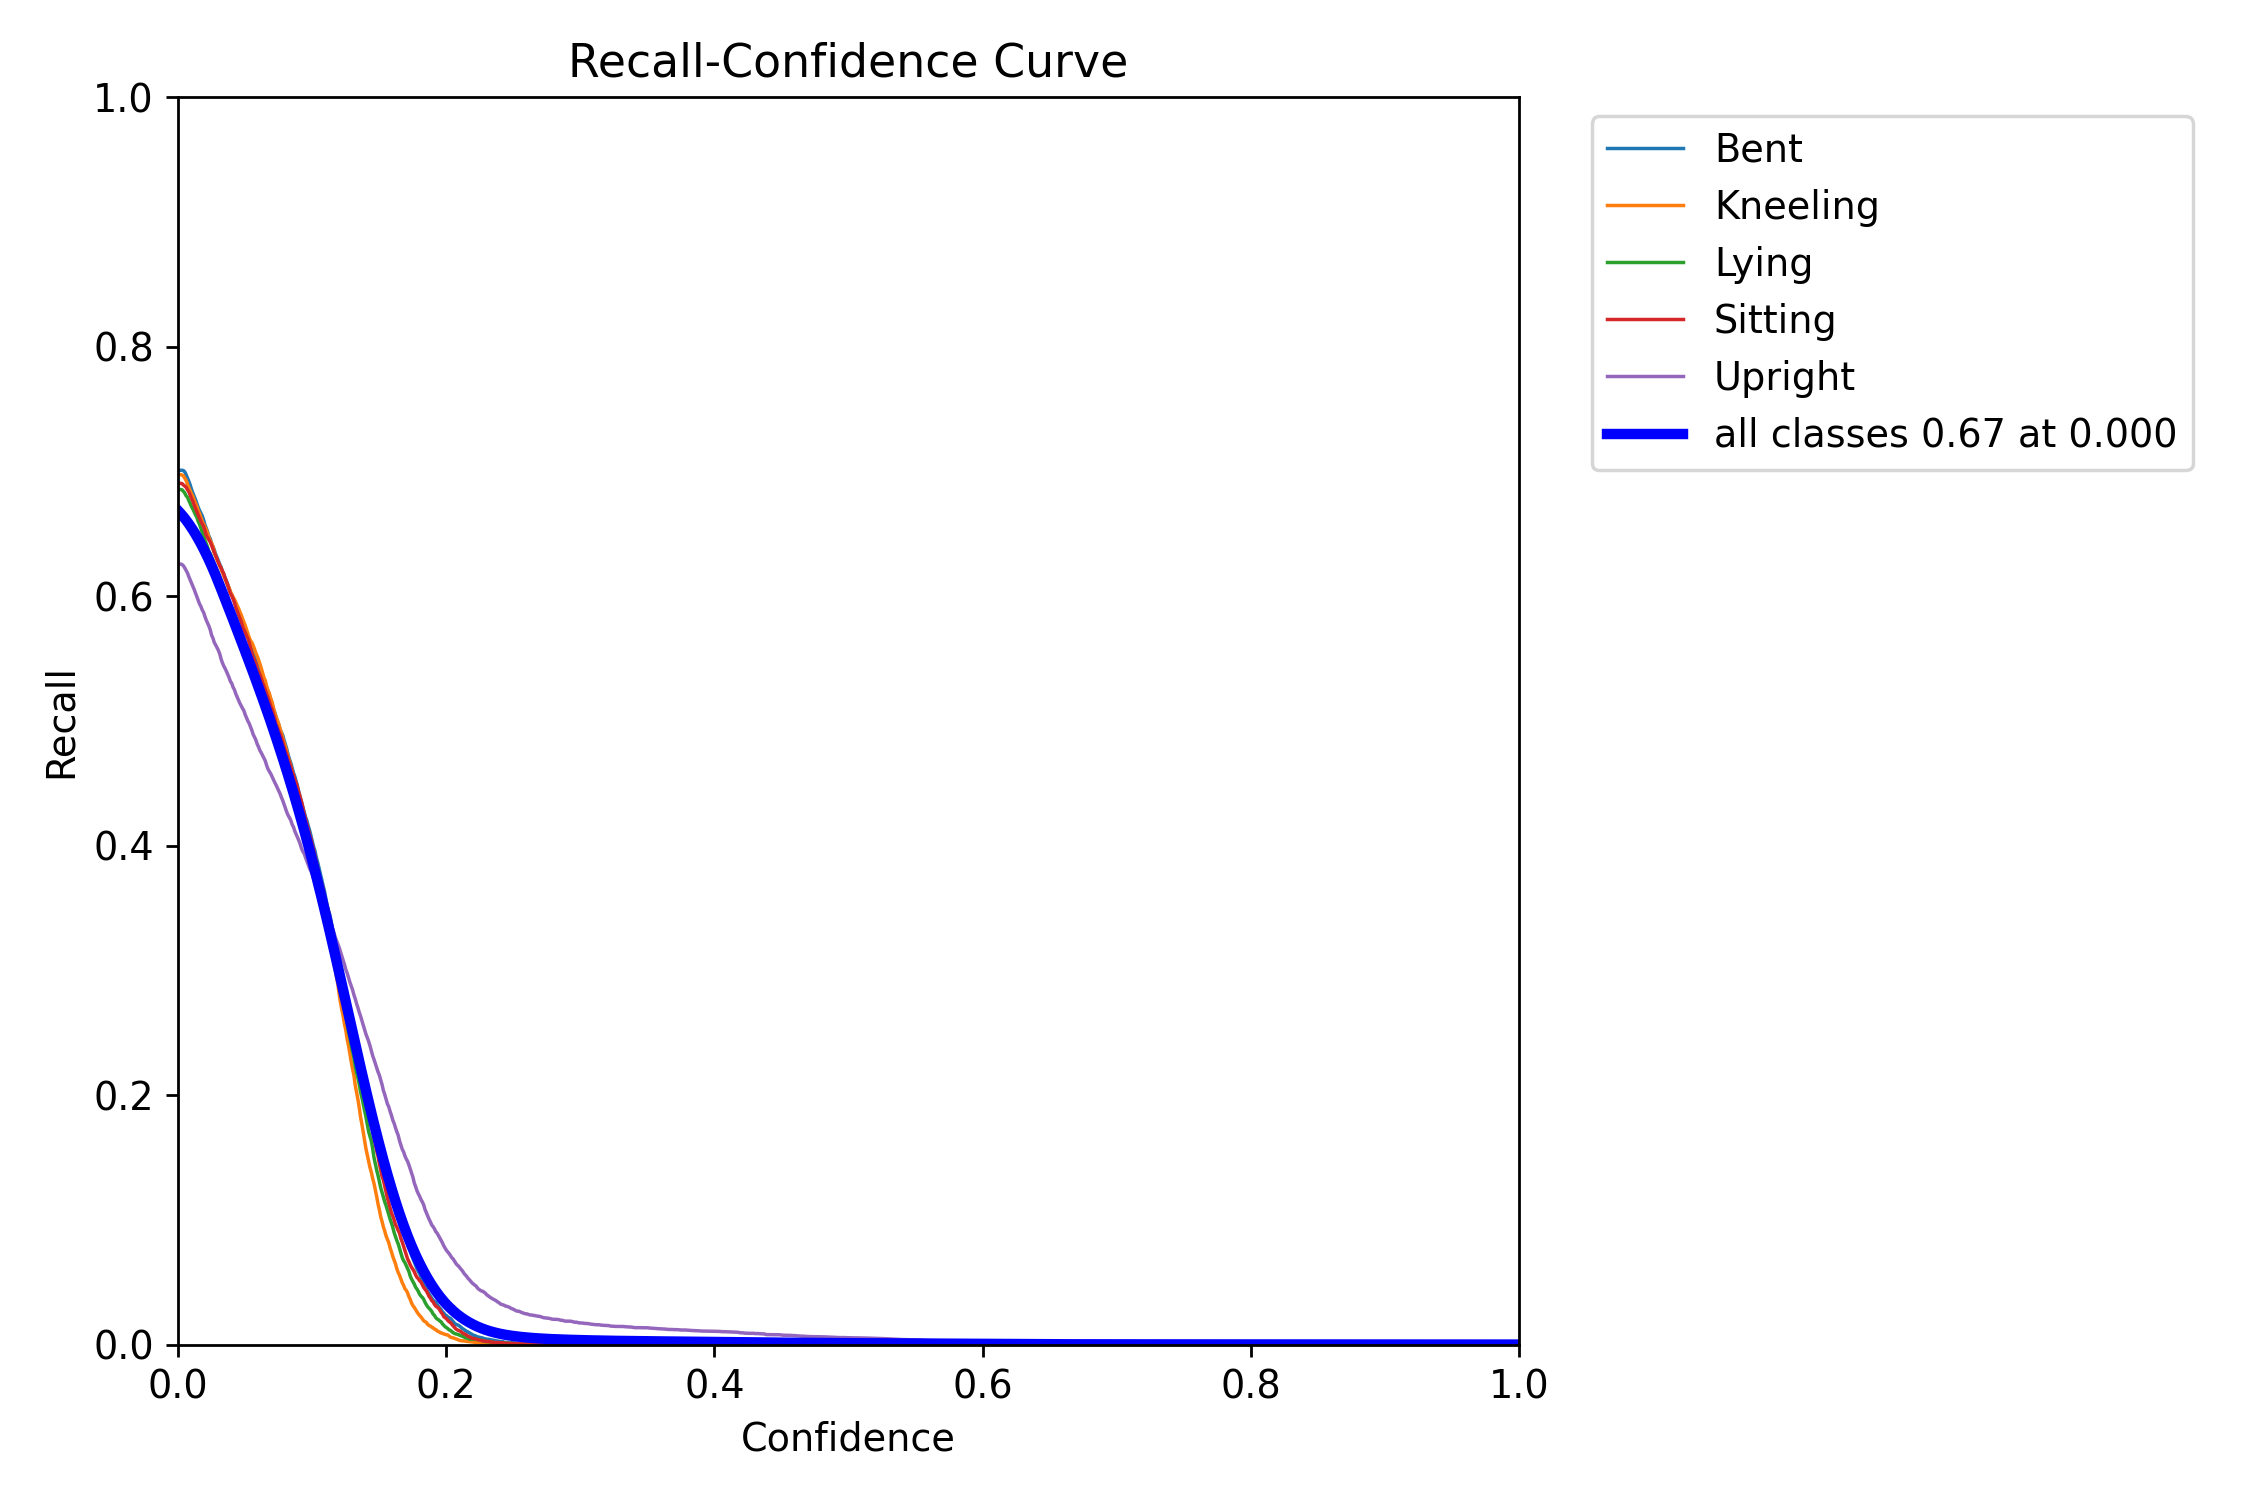 Recall-Confidence Curve
1.0
0.8
0.6
0.4
0.2
0.0
Recall
0.0 0.2 0.4 0.6 0.8 1.0
Confidence
Bent
Kneeling
Lying
Sitting
Upright
all classes 0.67 at 0.000